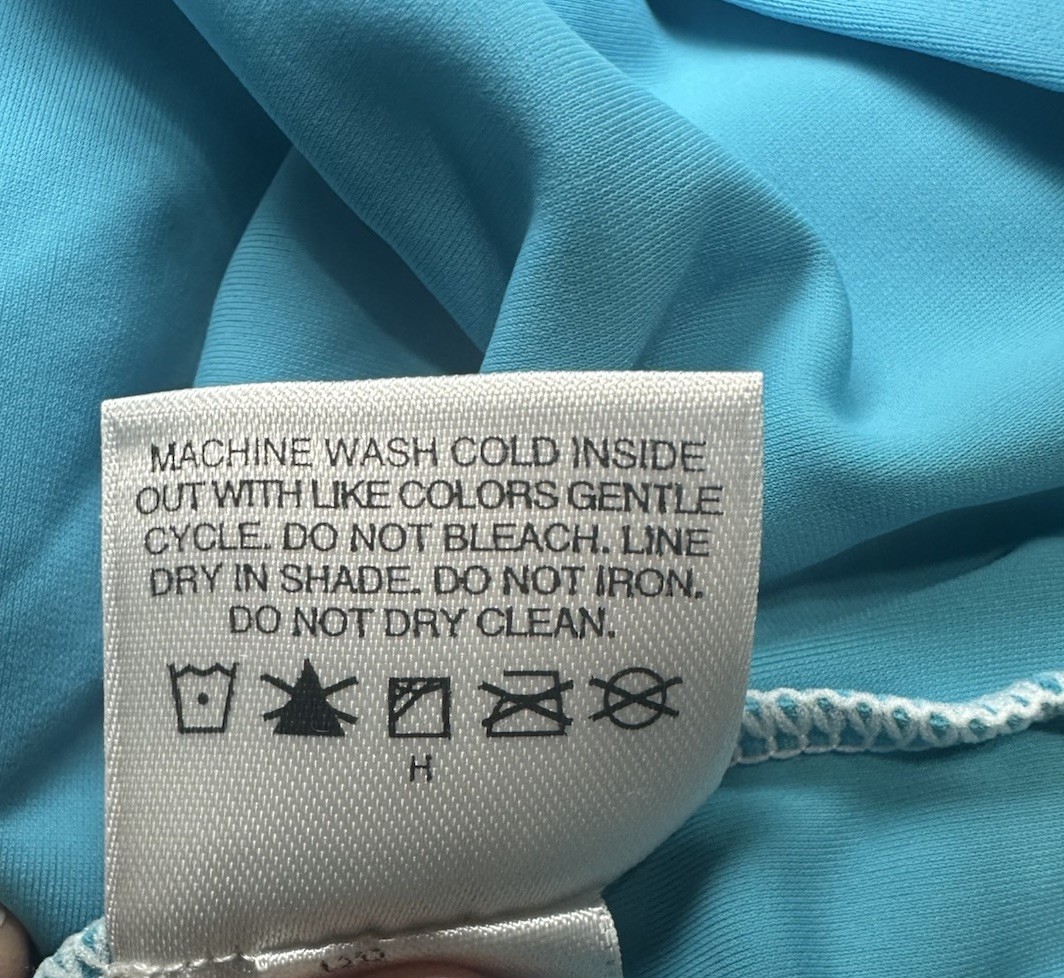 MACHINE WASH COLD INSIDE
OUT WITH LIKE COLORS GENTLE
CYCLE. DO NOT BLEACH. LINE
DRY IN SHADE. DO NOT IRON.
DO NOT DRY CLEAN.
H